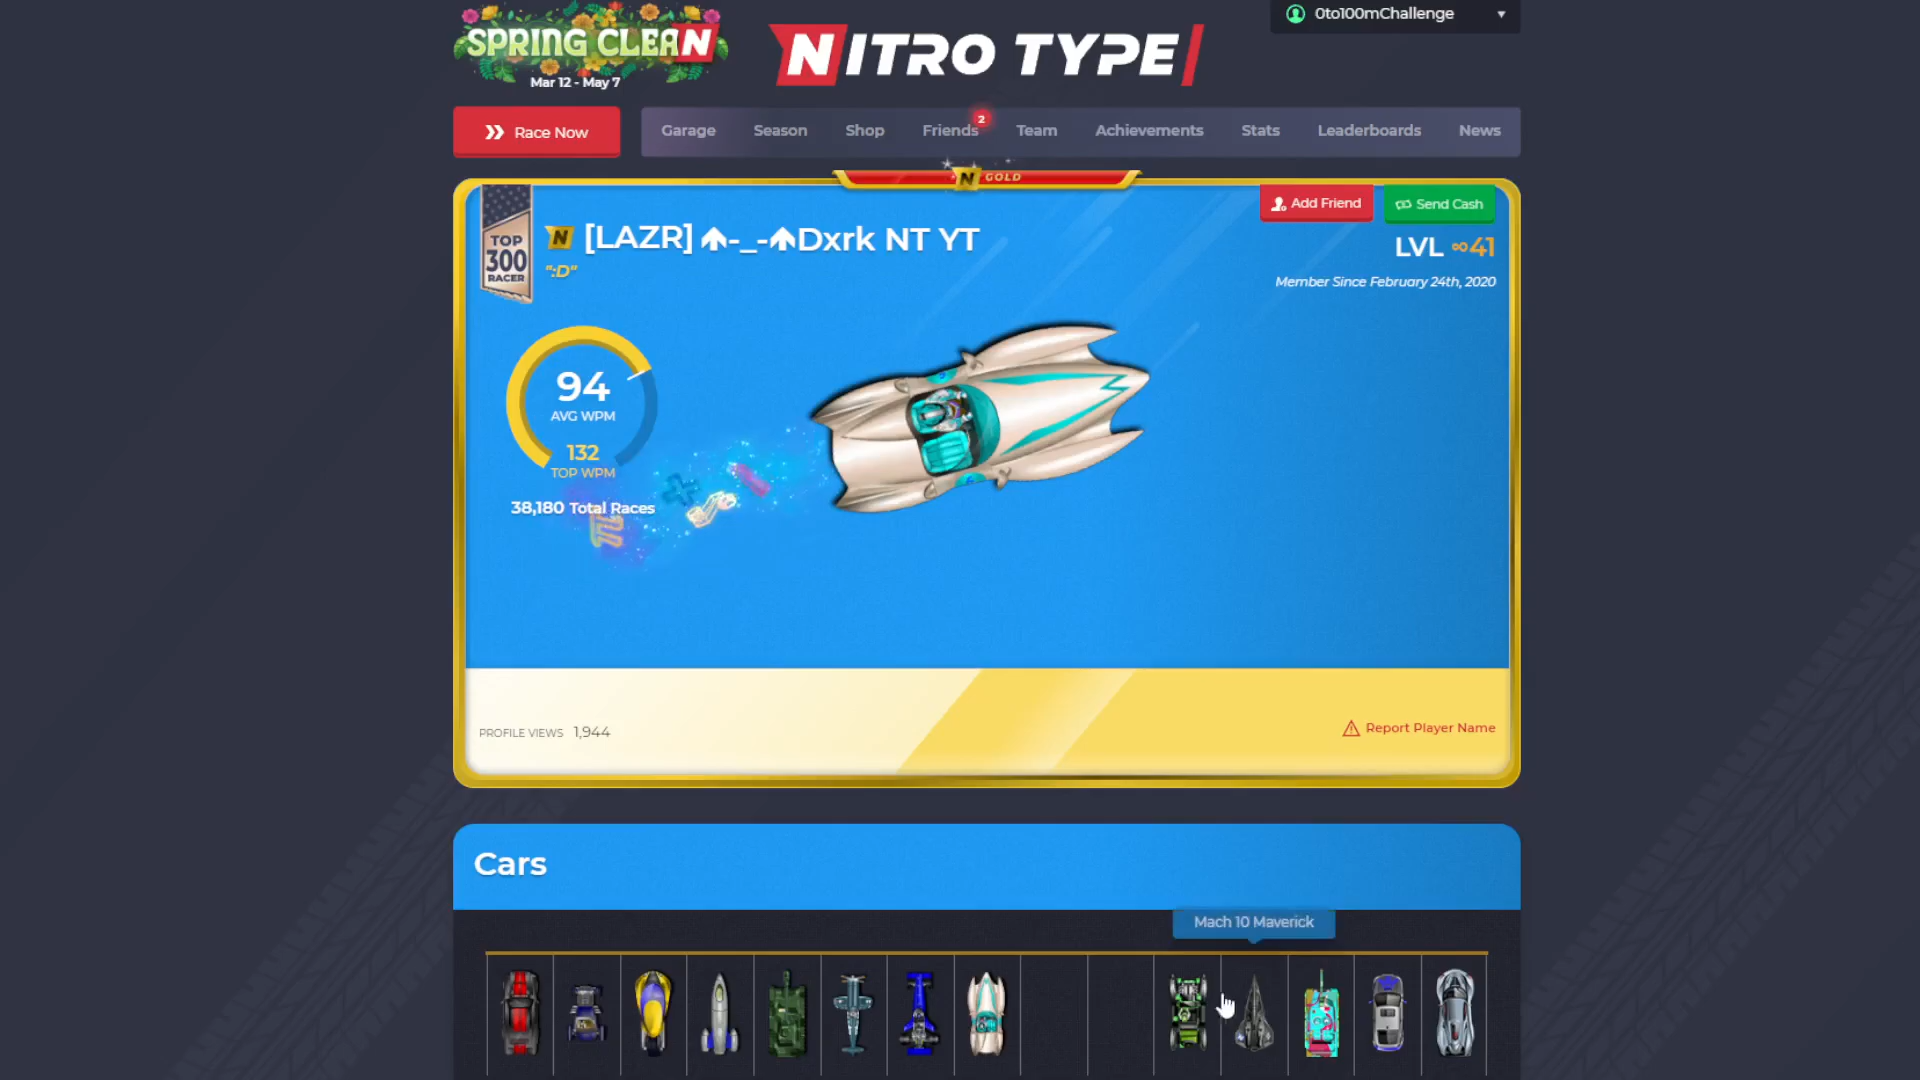 SPRING CLEAN
Mar 12 - May 7
NITRO TYPE
0to100mChallenge
Race Now
Garage
Season
Shop
Friends
2
Team
Achievements
Stats
Leaderboards
News
N GOLD
TOP
300
RACER
N [LAZR] 🡅-_-🡅Dxrk NT YT
":D"
Add Friend
Send Cash
LVL ∞41
Member Since February 24th, 2020
94
AVG WPM
132
TOP WPM
38,180 Total Races
PROFILE VIEWS 1,944
Report Player Name
Cars
Mach 10 Maverick